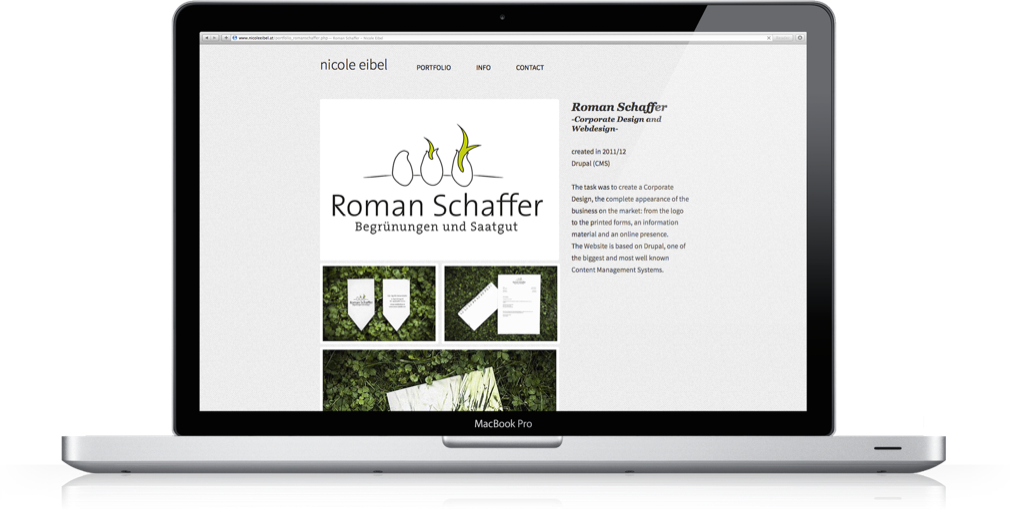 www.nicoleeibel.at/portfolio_romanschaffer.php — Roman Schaffer — Nicole Eibel
nicole eibel
PORTFOLIO
INFO
CONTACT
Roman Schaffer
Begrünungen und Saatgut
Roman Schaffer
-Corporate Design and
Webdesign-
created in 2011/12
Drupal (CMS)
The task was to create a Corporate
Design, the complete appearance of the
business on the market: from the logo
to the printed forms, an information
material and an online presence.
The Website is based on Drupal, one of
the biggest and most well known
Content Management Systems.
Roman Schaffer
MacBook Pro